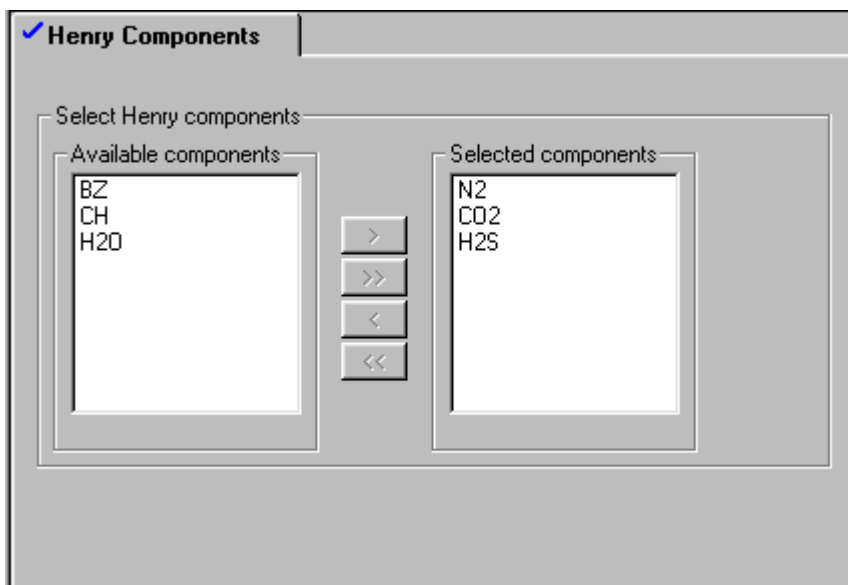 Henry Components
Select Henry components
Available components
BZ
CH
H2O
>
>>
<
<<
Selected components
N2
CO2
H2S